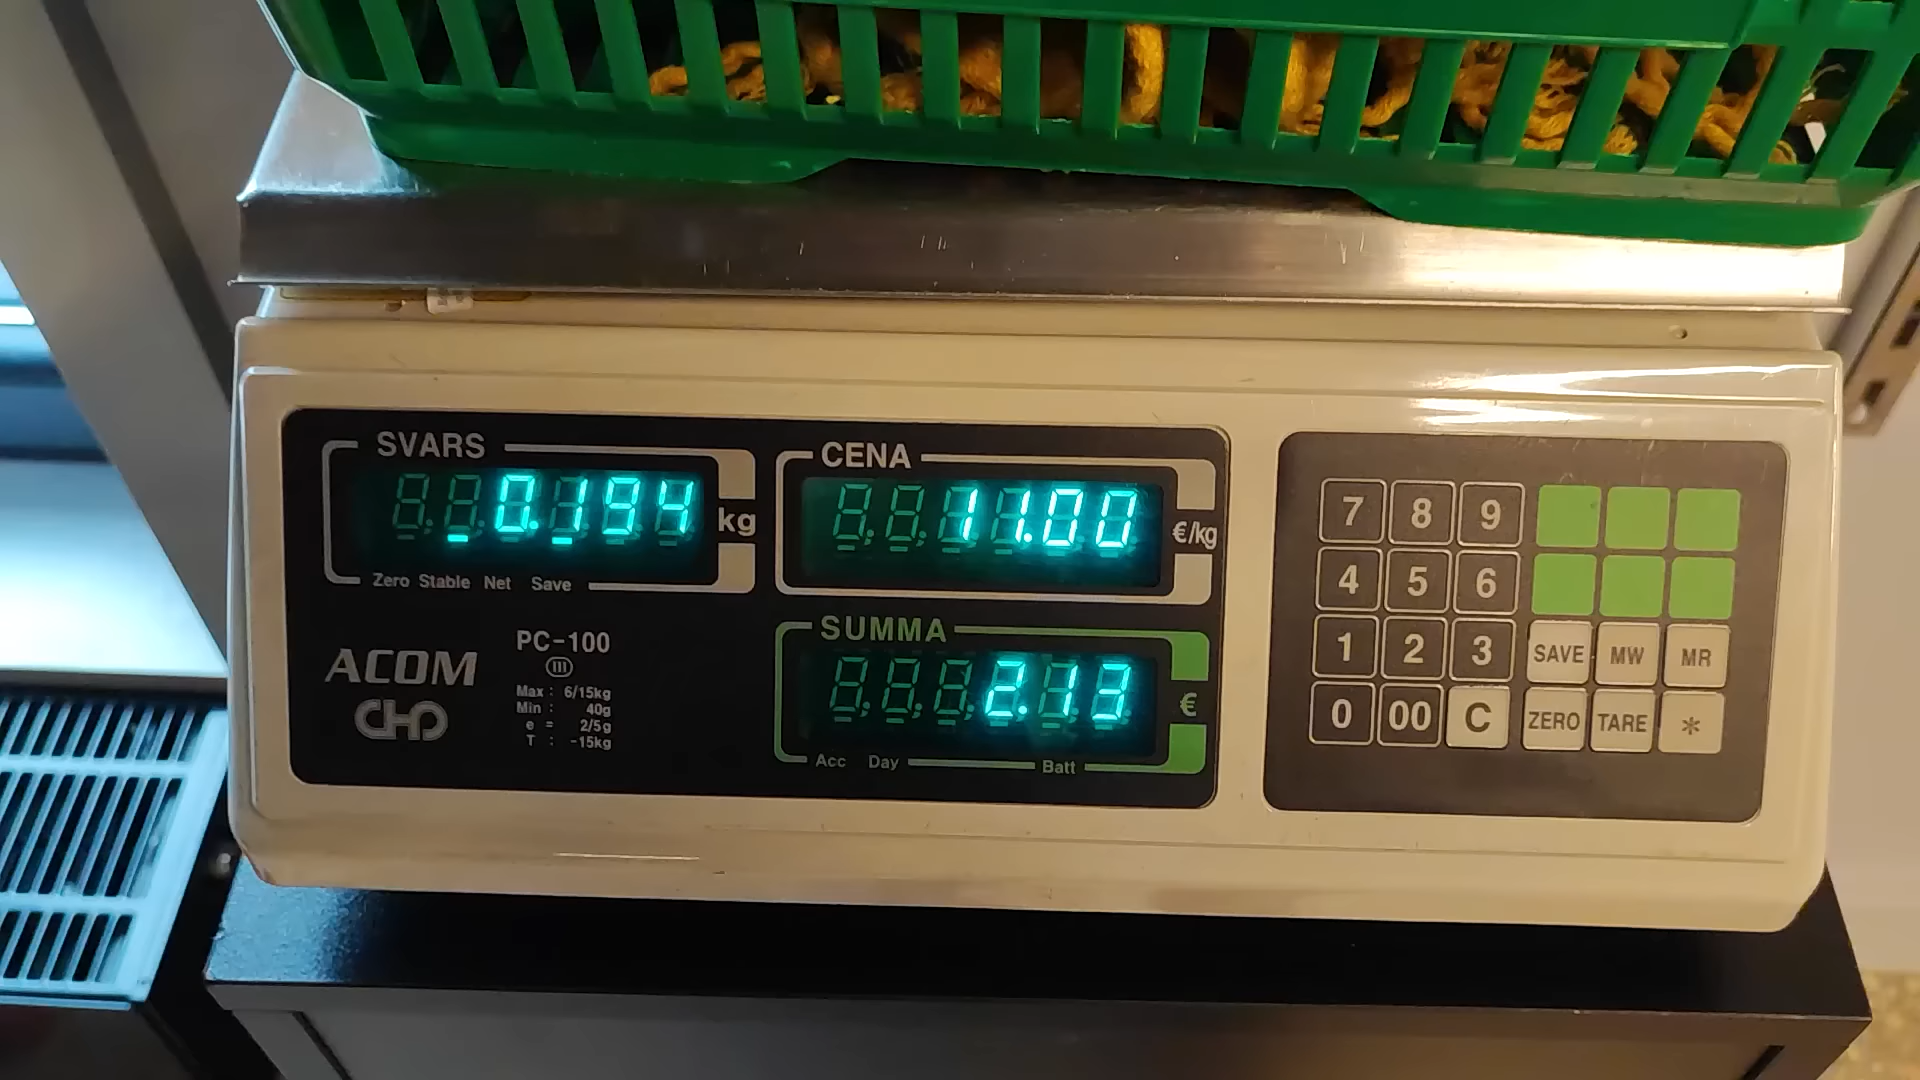 SVARS
0.194
kg
Zero Stable Net Save
CENA
11.00
€/kg
SUMMA
2.13
€
Acc Day Batt
ACOM
PC-100
III
Max : 6/15kg
Min : 40g
e = 2/5g
T : -15kg
7 8 9
4 5 6
1 2 3 SAVE MW MR
0 00 C ZERO TARE *